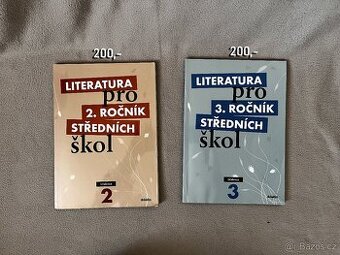 200,-
LITERATURA
pro
2. ROČNÍK
STŘEDNÍCH
škol
2
200,-
LITERATURA
pro
3. ROČNÍK
STŘEDNÍCH
škol
3
© Bazos.cz